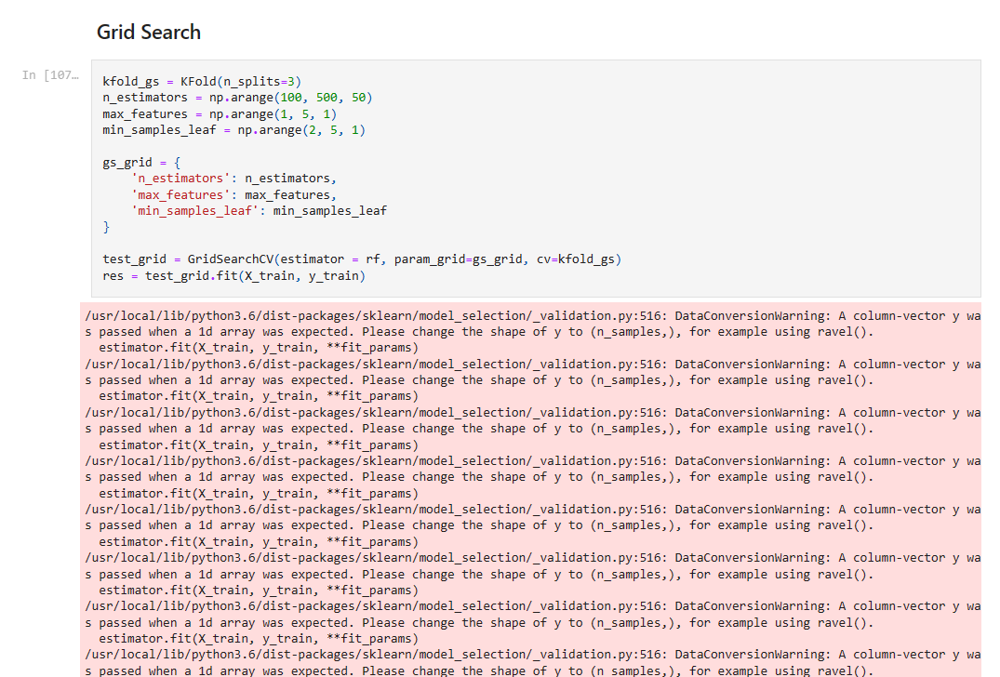 Grid Search
In [107…
kfold_gs = KFold(n_splits=3)
n_estimators = np.arange(100, 500, 50)
max_features = np.arange(1, 5, 1)
min_samples_leaf = np.arange(2, 5, 1)
gs_grid = {
    'n_estimators': n_estimators,
    'max_features': max_features,
    'min_samples_leaf': min_samples_leaf
}
test_grid = GridSearchCV(estimator = rf, param_grid=gs_grid, cv=kfold_gs)
res = test_grid.fit(X_train, y_train)
/usr/local/lib/python3.6/dist-packages/sklearn/model_selection/_validation.py:516: DataConversionWarning: A column-vector y wa
s passed when a 1d array was expected. Please change the shape of y to (n_samples,), for example using ravel().
  estimator.fit(X_train, y_train, **fit_params)
/usr/local/lib/python3.6/dist-packages/sklearn/model_selection/_validation.py:516: DataConversionWarning: A column-vector y wa
s passed when a 1d array was expected. Please change the shape of y to (n_samples,), for example using ravel().
  estimator.fit(X_train, y_train, **fit_params)
/usr/local/lib/python3.6/dist-packages/sklearn/model_selection/_validation.py:516: DataConversionWarning: A column-vector y wa
s passed when a 1d array was expected. Please change the shape of y to (n_samples,), for example using ravel().
  estimator.fit(X_train, y_train, **fit_params)
/usr/local/lib/python3.6/dist-packages/sklearn/model_selection/_validation.py:516: DataConversionWarning: A column-vector y wa
s passed when a 1d array was expected. Please change the shape of y to (n_samples,), for example using ravel().
  estimator.fit(X_train, y_train, **fit_params)
/usr/local/lib/python3.6/dist-packages/sklearn/model_selection/_validation.py:516: DataConversionWarning: A column-vector y wa
s passed when a 1d array was expected. Please change the shape of y to (n_samples,), for example using ravel().
  estimator.fit(X_train, y_train, **fit_params)
/usr/local/lib/python3.6/dist-packages/sklearn/model_selection/_validation.py:516: DataConversionWarning: A column-vector y wa
s passed when a 1d array was expected. Please change the shape of y to (n_samples,), for example using ravel().
  estimator.fit(X_train, y_train, **fit_params)
/usr/local/lib/python3.6/dist-packages/sklearn/model_selection/_validation.py:516: DataConversionWarning: A column-vector y wa
s passed when a 1d array was expected. Please change the shape of y to (n_samples,), for example using ravel().
  estimator.fit(X_train, y_train, **fit_params)
/usr/local/lib/python3.6/dist-packages/sklearn/model_selection/_validation.py:516: DataConversionWarning: A column-vector y wa
s passed when a 1d array was expected. Please change the shape of y to (n_samples,), for example using ravel().